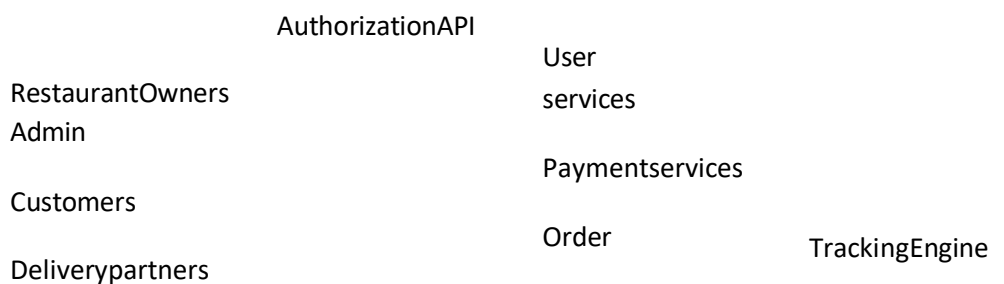 AuthorizationAPI
User
services
RestaurantOwners
Admin
Paymentservices
Customers
Order
TrackingEngine
Deliverypartners